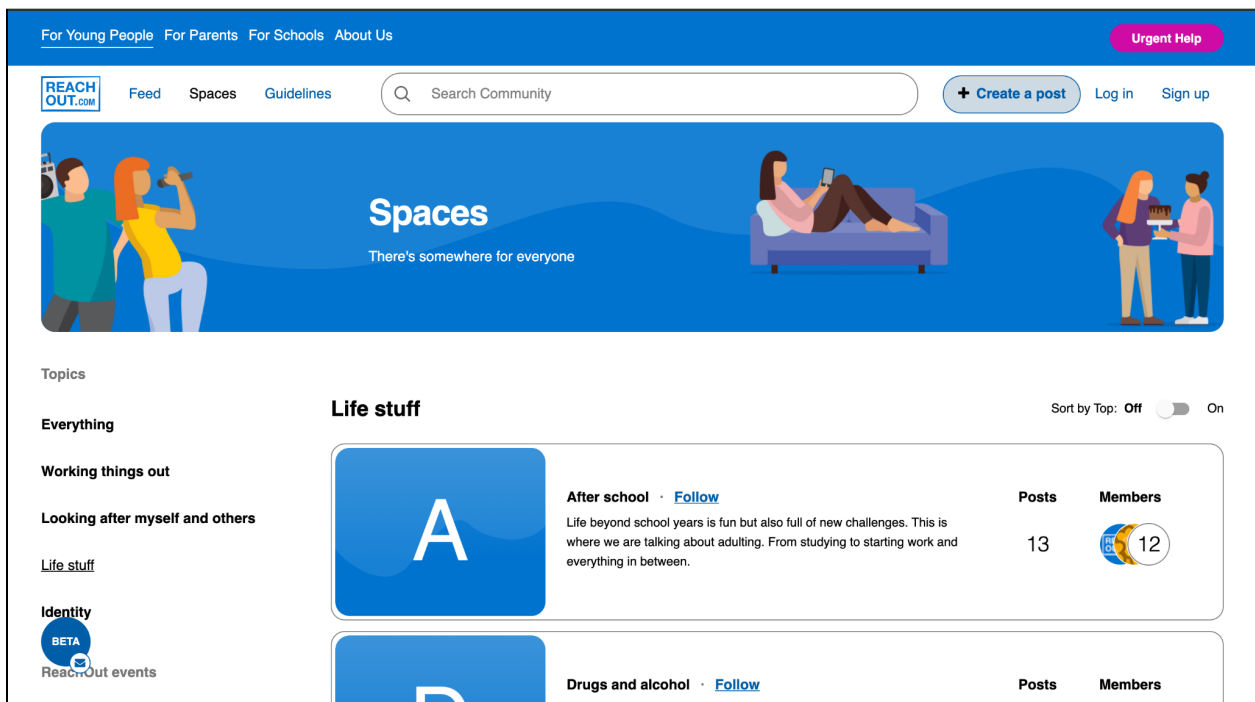 For Young People For Parents For Schools About Us
Urgent Help
REACH
OUT.COM
Feed Spaces Guidelines
Search Community
+ Create a post
Log in
Sign up
Spaces
There's somewhere for everyone
Topics
Everything
Working things out
Looking after myself and others
Life stuff
Identity
BETA
ReachOut events
Life stuff
Sort by Top: Off On
A
After school · Follow
Life beyond school years is fun but also full of new challenges. This is
where we are talking about adulting. From studying to starting work and
everything in between.
Posts
13
Members
12
Drugs and alcohol · Follow
Posts
Members